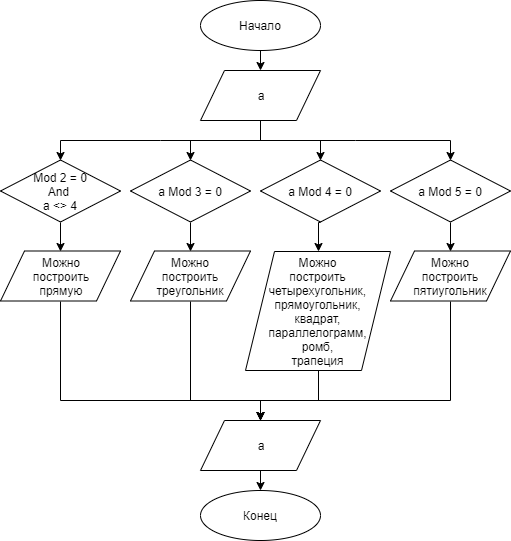 Начало
a
Mod 2 = 0
And
a <> 4
a Mod 3 = 0
a Mod 4 = 0
a Mod 5 = 0
Можно
построить
прямую
Можно
построить
треугольник
Можно
построить
четырехугольник,
прямоугольник,
квадрат,
параллелограмм,
ромб,
трапеция
Можно
построить
пятиугольник
a
Конец